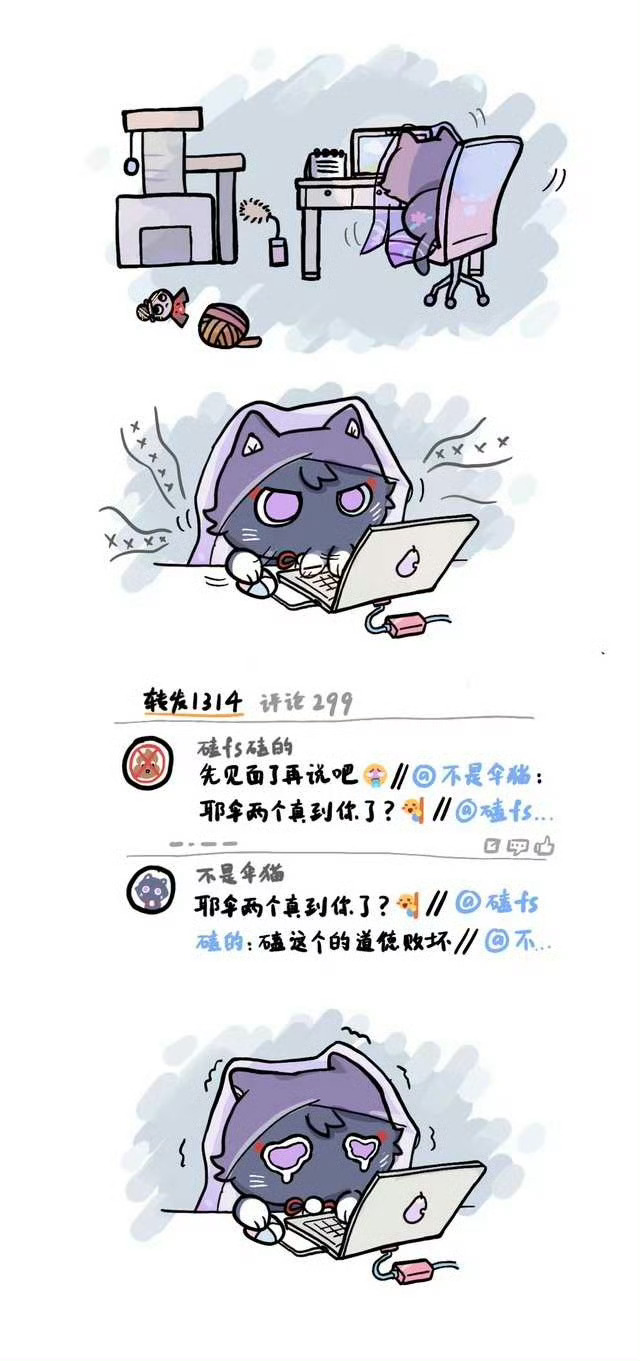 转发1314 评论299
磕fs磕的
先见面了再说吧//@不是伞猫:
耶伞两个真到你了?//@磕fs...
不是伞猫
耶伞两个真到你了?//@磕fs
磕的:磕这个的道德败坏//@不...